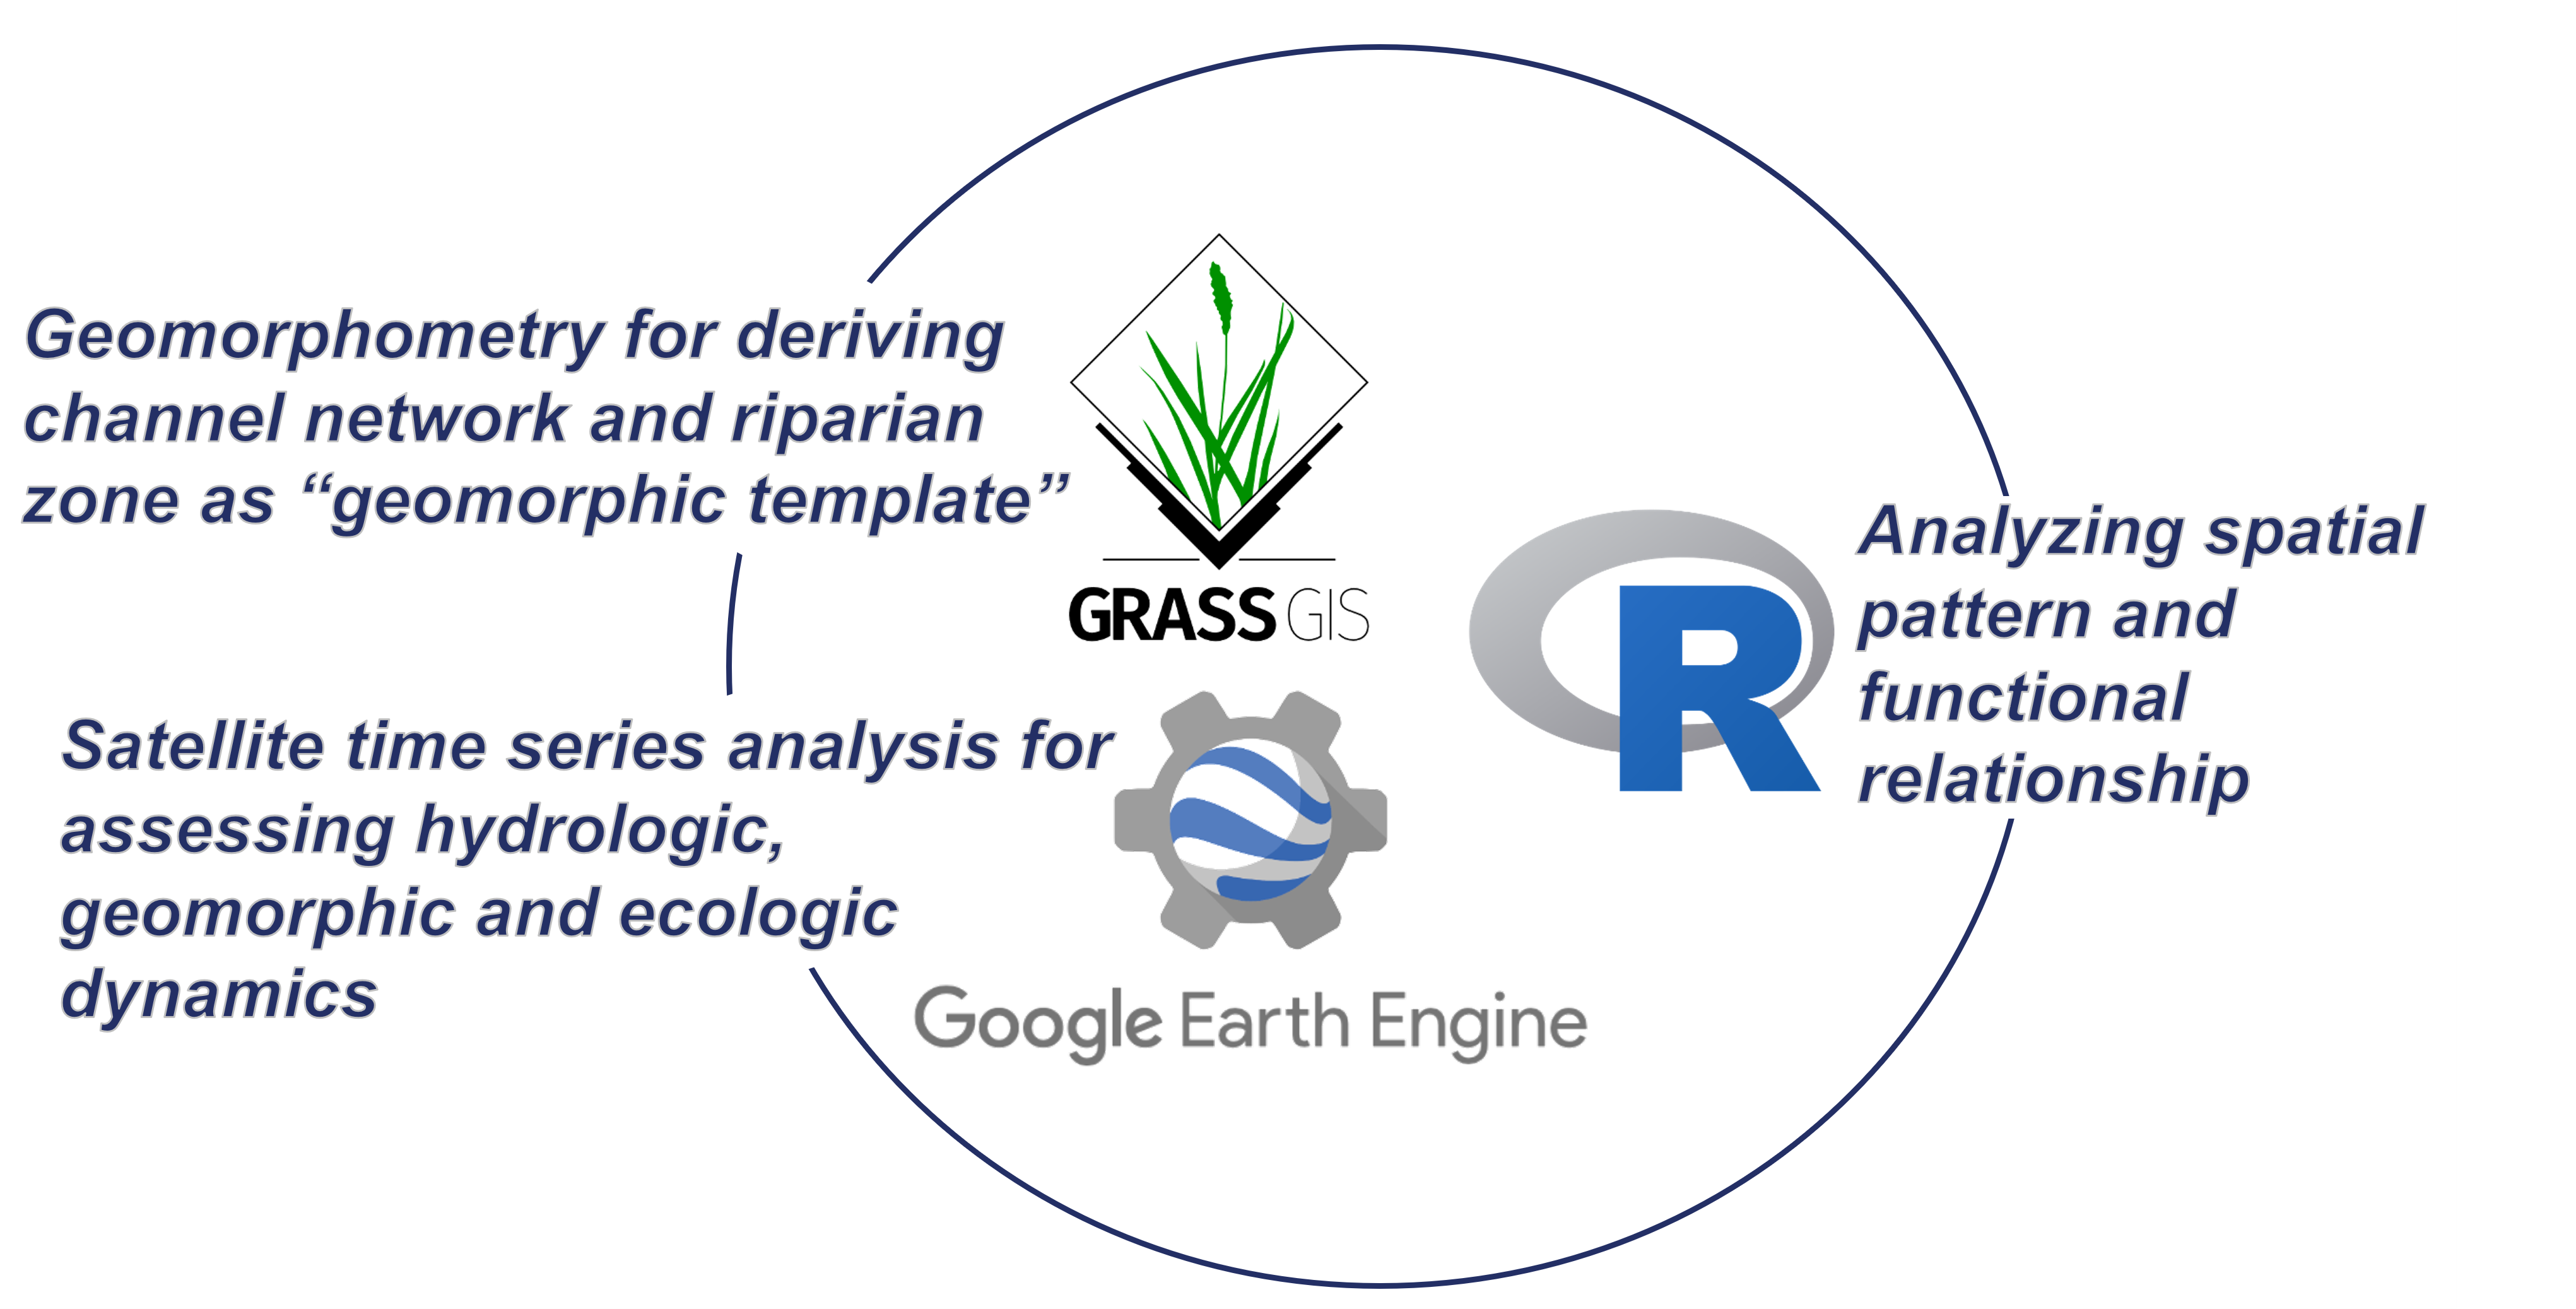 Geomorphometry for deriving
channel network and riparian
zone as “geomorphic template”
GRASS GIS
Satellite time series analysis for
assessing hydrologic,
geomorphic and ecologic
dynamics
Google Earth Engine
R
Analyzing spatial
pattern and
functional
relationship